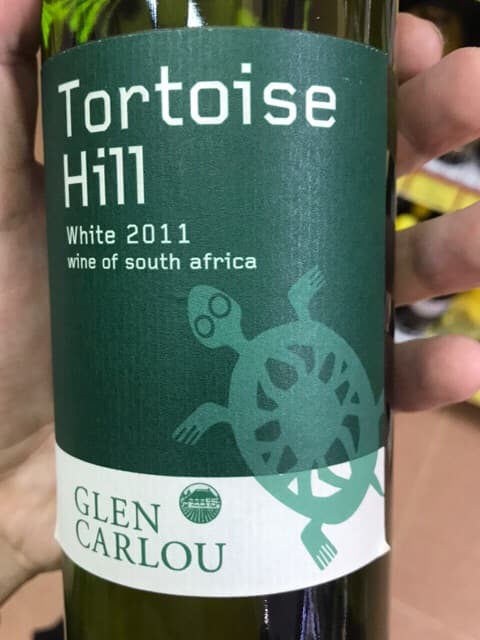 Tortoise
Hill
White 2011
wine of south africa
GLEN
CARLOU